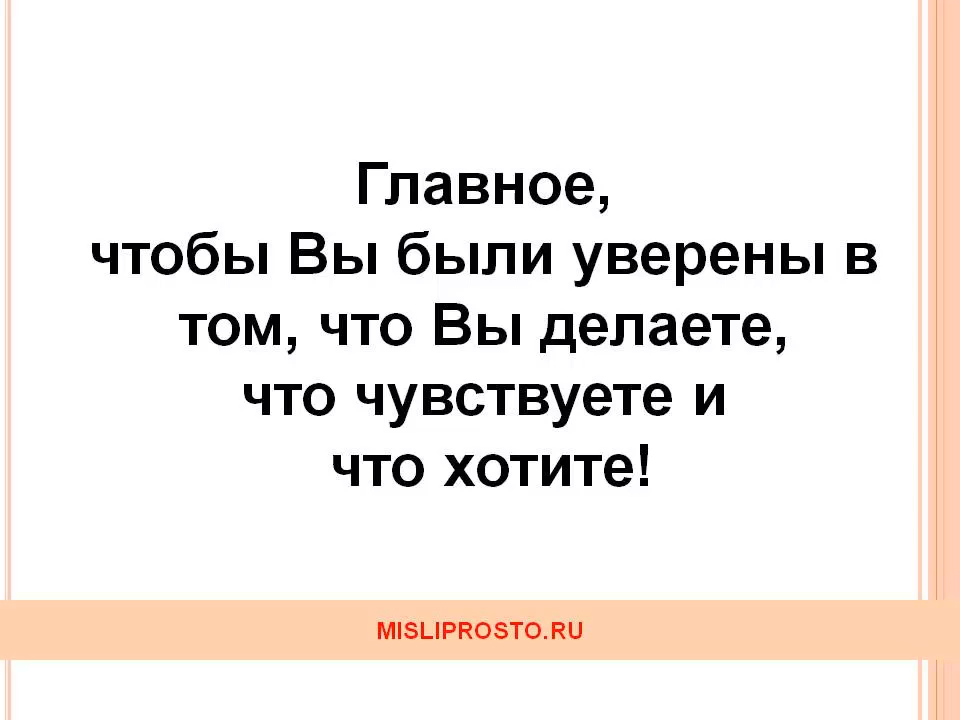 Главное,
чтобы Вы были уверены в
том, что Вы делаете,
что чувствуете и
что хотите!
MISLIPROSTO.RU